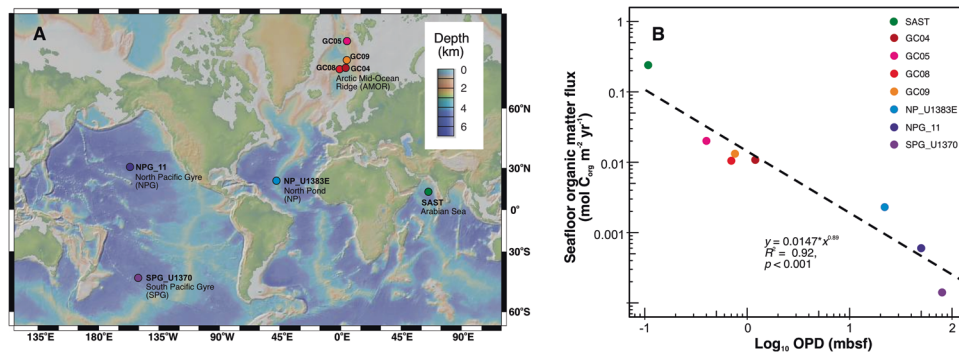 A
GC05
GC09
GC08
GC04
Arctic Mid-Ocean
Ridge (AMOR)
Depth
(km)
0
2
4
6
NPG_11
North Pacific Gyre
(NPG)
NP_U1383E
North Pond
(NP)
SAST
Arabian Sea
SPG_U1370
South Pacific Gyre
(SPG)
60°N
30°N
0°
30°S
60°S
135°E
180°E
135°W
90°W
45°W
0°E
45°E
90°E
B
Seafloor organic matter flux
(mol C org m⁻² yr⁻¹)
1
0.1
0.01
0.001
SAST
GC04
GC05
GC08
GC09
NP_U1383E
NPG_11
SPG_U1370
y = 0.0147*x^0.89
R² = 0.92,
p < 0.001
-1
0
1
2
Log₁₀ OPD (mbsf)